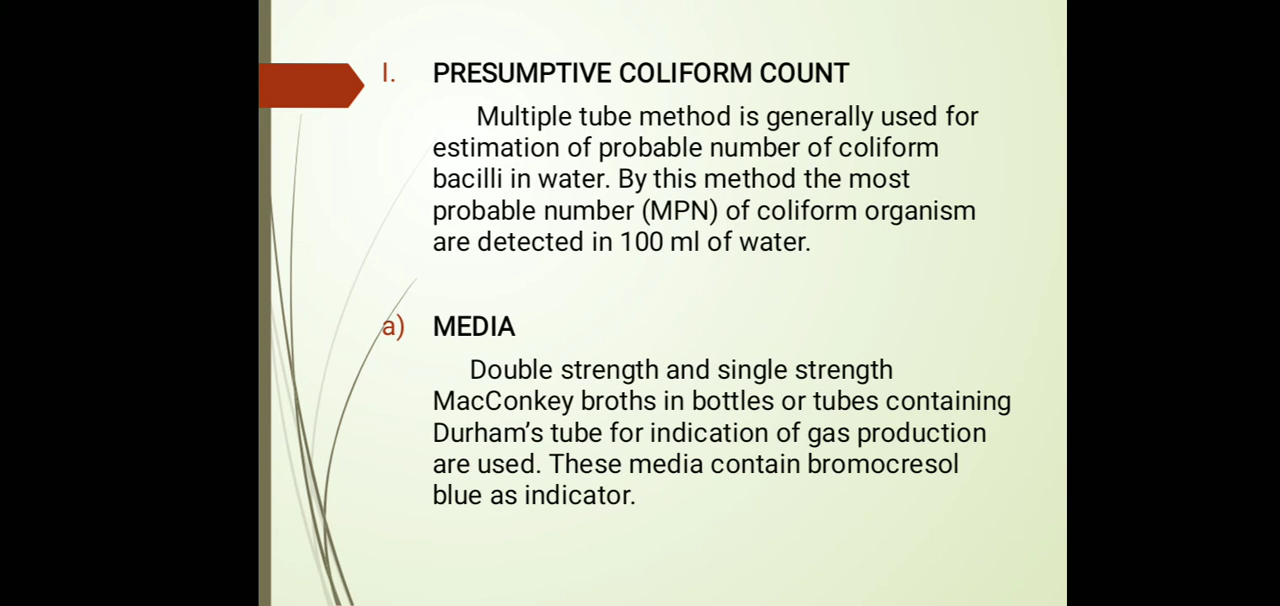 I. PRESUMPTIVE COLIFORM COUNT
Multiple tube method is generally used for
estimation of probable number of coliform
bacilli in water. By this method the most
probable number (MPN) of coliform organism
are detected in 100 ml of water.
a) MEDIA
Double strength and single strength
MacConkey broths in bottles or tubes containing
Durham’s tube for indication of gas production
are used. These media contain bromocresol
blue as indicator.